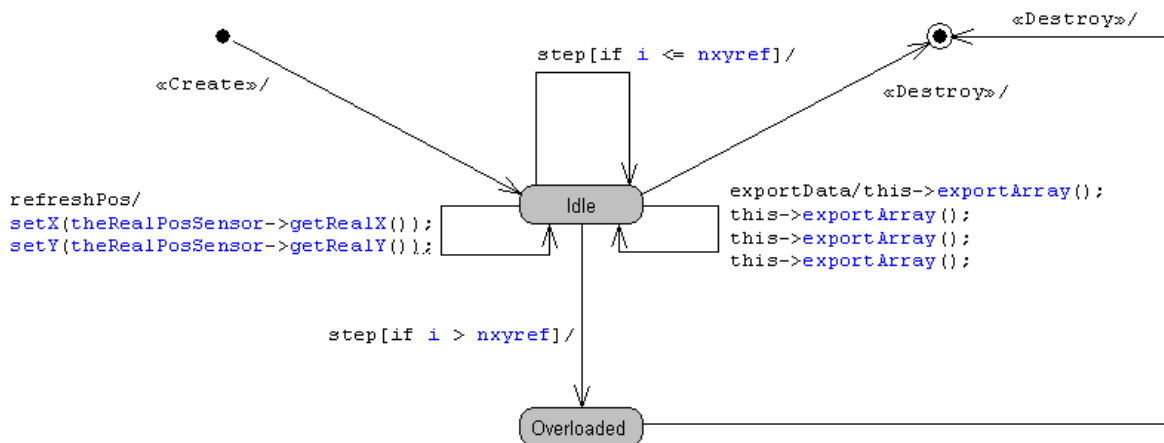 «Destroy»/
step[if i <= nxyref]/
«Create»/
«Destroy»/
refreshPos/
setX(theRealPosSensor->getRealX());
setY(theRealPosSensor->getRealY());
Idle
exportData/this->exportArray();
this->exportArray();
this->exportArray();
this->exportArray();
step[if i > nxyref]/
Overloaded